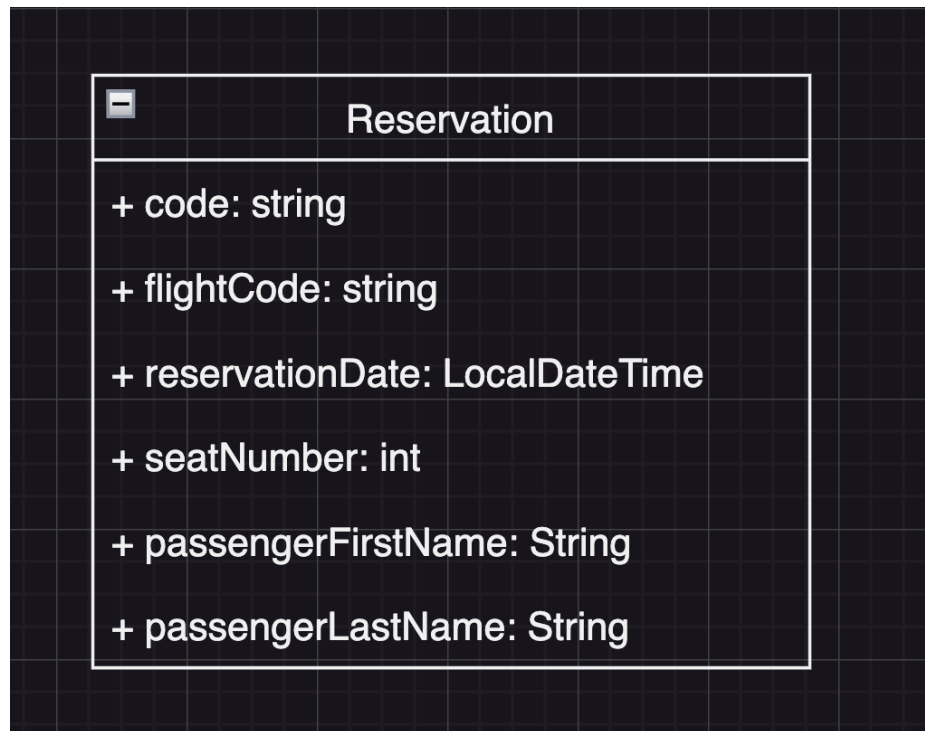 Reservation
+ code: string
+ flightCode: string
+ reservationDate: LocalDateTime
+ seatNumber: int
+ passengerFirstName: String
+ passengerLastName: String